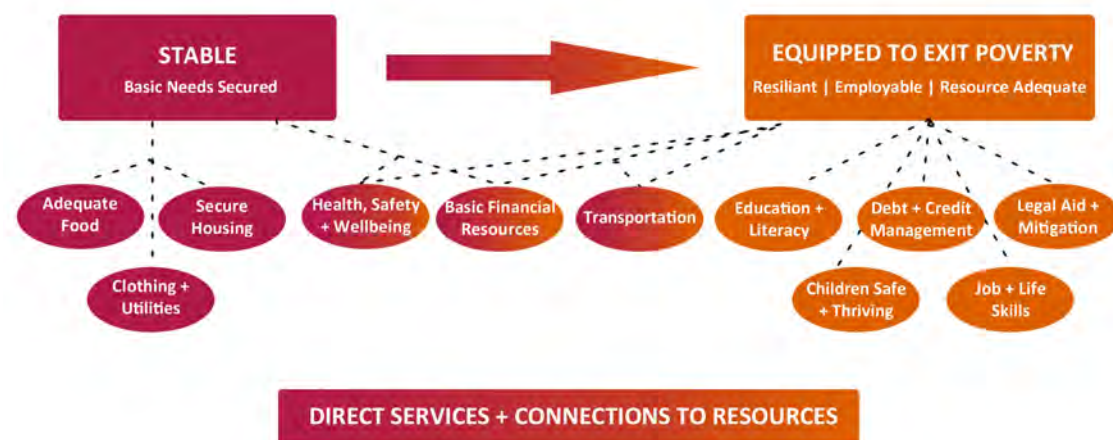 STABLE
Basic Needs Secured
EQUIPPED TO EXIT POVERTY
Resiliant | Employable | Resource Adequate
Adequate
Food
Secure
Housing
Clothing +
Utilities
Health, Safety
+ Wellbeing
Basic Financial
Resources
Transportation
Education +
Literacy
Debt + Credit
Management
Legal Aid +
Mitigation
Children Safe
+ Thriving
Job + Life
Skills
DIRECT SERVICES + CONNECTIONS TO RESOURCES